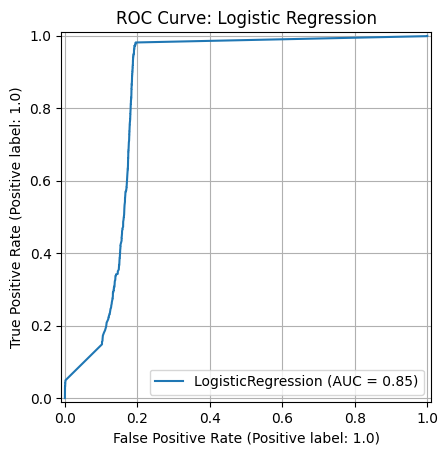 ROC Curve: Logistic Regression
True Positive Rate (Positive label: 1.0)
1.0
0.8
0.6
0.4
0.2
0.0
LogisticRegression (AUC = 0.85)
0.0 0.2 0.4 0.6 0.8 1.0
False Positive Rate (Positive label: 1.0)